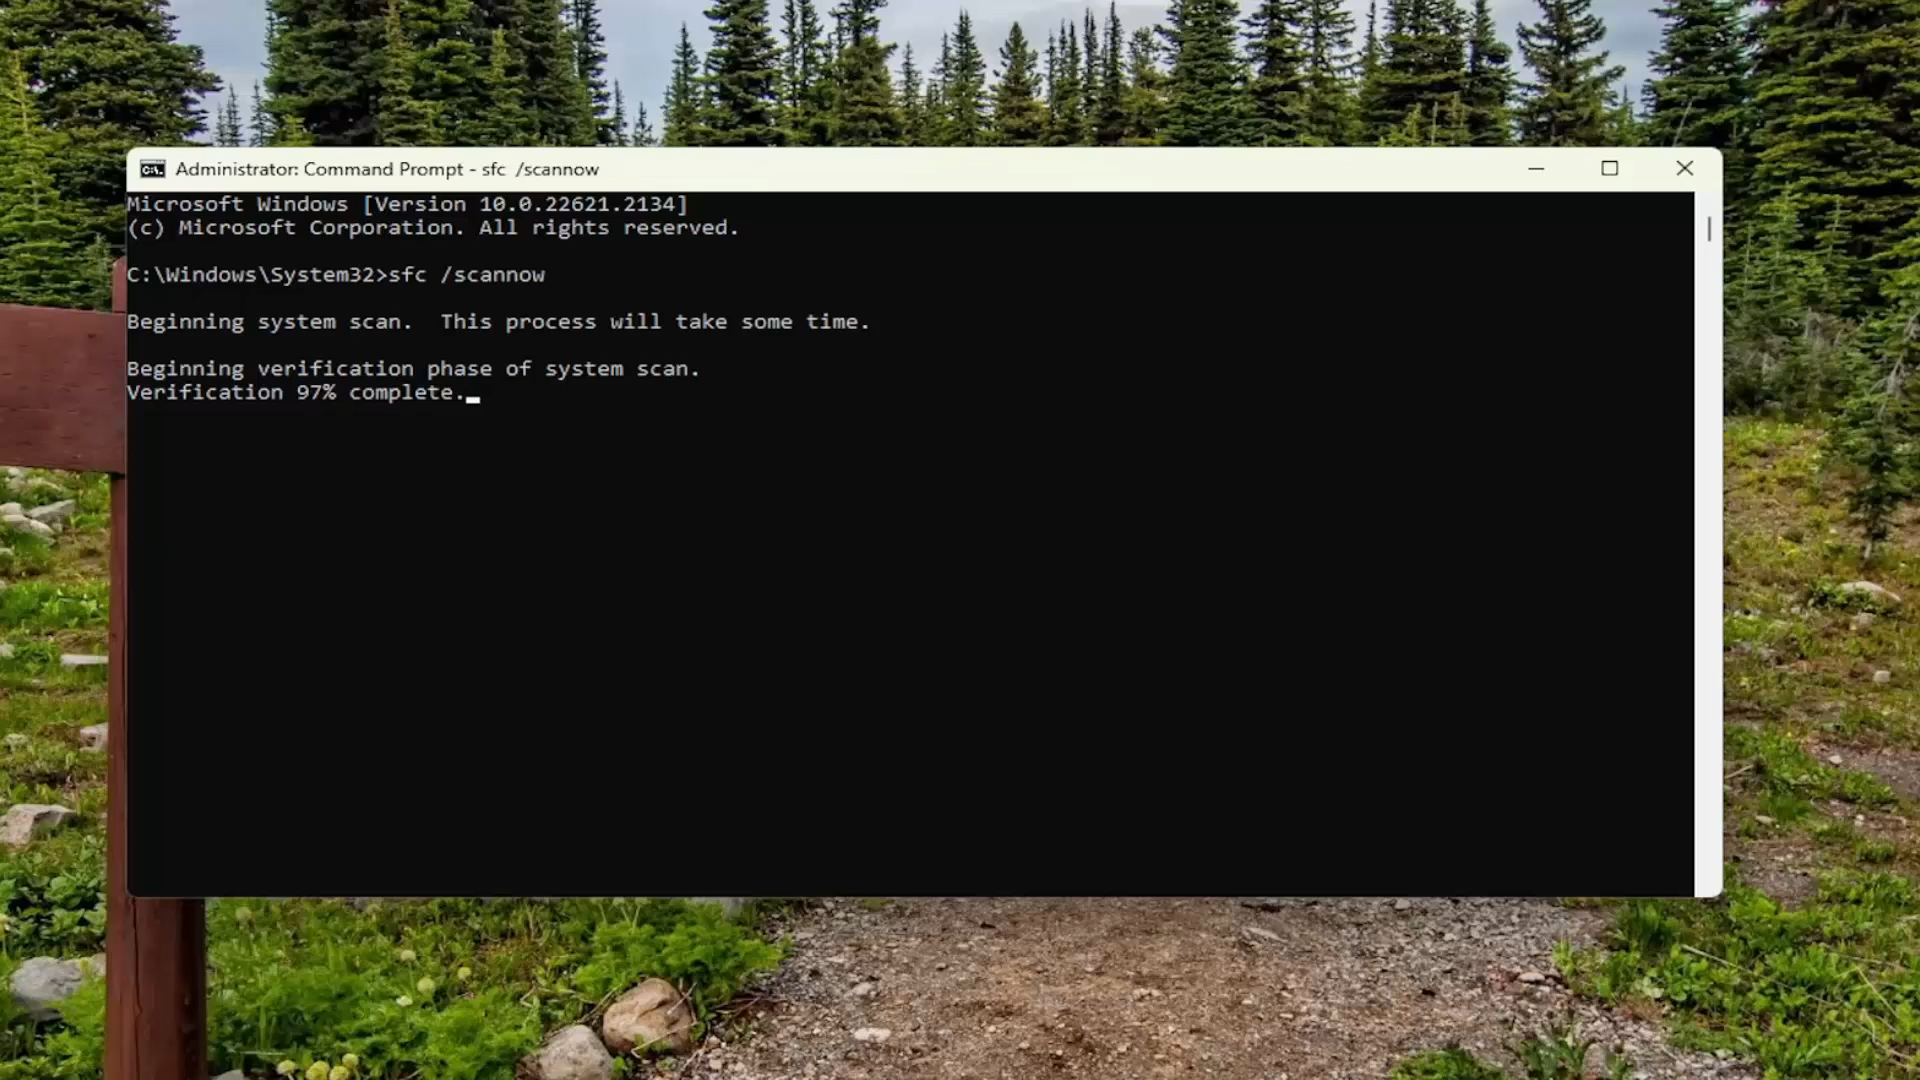 Administrator: Command Prompt - sfc  /scannow
Microsoft Windows [Version 10.0.22621.2134]
(c) Microsoft Corporation. All rights reserved.
C:\Windows\System32>sfc /scannow
Beginning system scan.  This process will take some time.
Beginning verification phase of system scan.
Verification 97% complete.